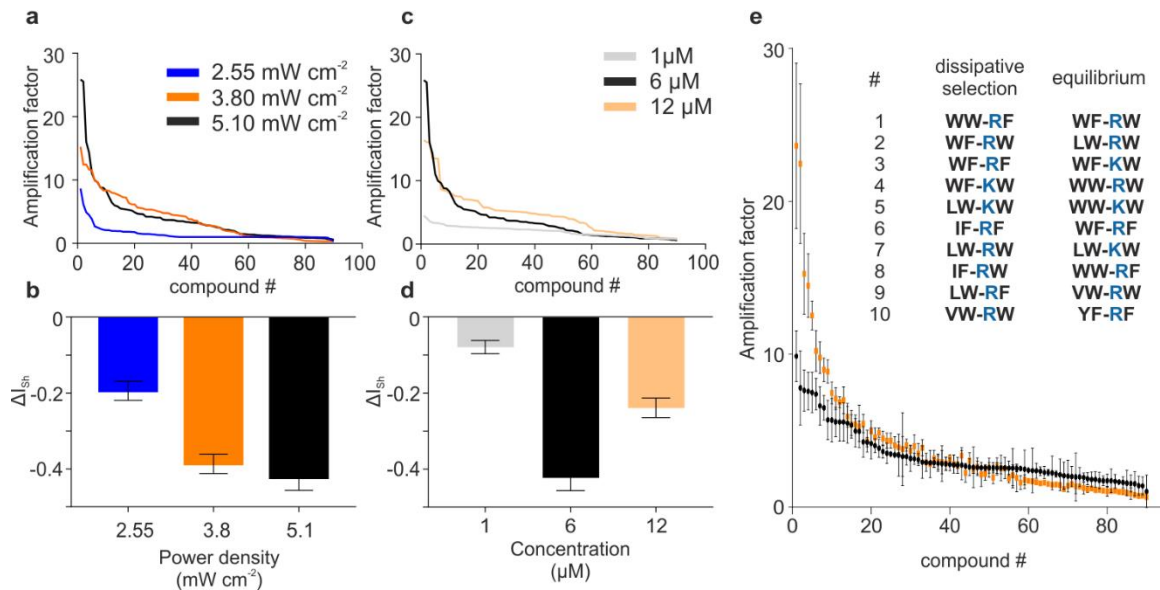 a
30
20
10
0
Amplification factor
2.55 mW cm-2
3.80 mW cm-2
5.10 mW cm-2
0 20 40 60 80 100
compound #
b
0
-0.2
-0.4
ΔISh
2.55 3.8 5.1
Power density
(mW cm-2)
c
30
20
10
0
Amplification factor
1µM
6 µM
12 µM
0 20 40 60 80 100
compound #
d
0
-0.2
-0.4
ΔISh
1 6 12
Concentration
(µM)
e
30
20
10
0
Amplification factor
# dissipative selection equilibrium
1 WW-RF WF-RW
2 WF-RW LW-RW
3 WF-RF WF-KW
4 WF-KW WW-RW
5 LW-KW WW-KW
6 IF-RF WF-RF
7 LW-RW LW-KW
8 IF-RW WW-RF
9 LW-RF VW-RW
10 VW-RW YF-RF
0 20 40 60 80
compound #